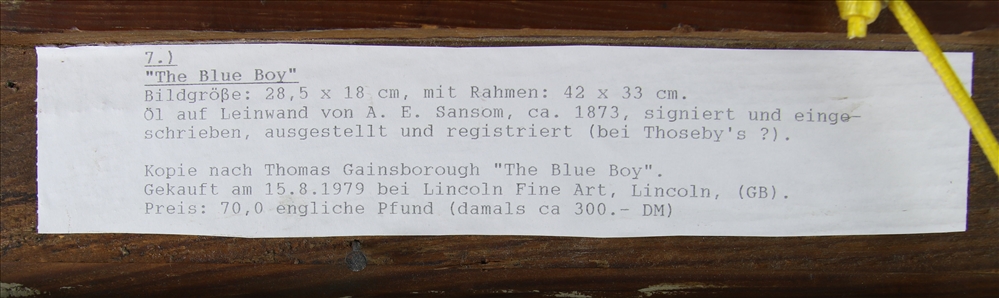 7.)
"The Blue Boy"
Bildgröße: 28,5 x 18 cm, mit Rahmen: 42 x 33 cm.
Öl auf Leinwand von A. E. Sansom, ca. 1873, signiert und einge-
schrieben, ausgestellt und registriert (bei Thoseby's ?).
Kopie nach Thomas Gainsborough "The Blue Boy".
Gekauft am 15.8.1979 bei Lincoln Fine Art, Lincoln, (GB).
Preis: 70,0 engliche Pfund (damals ca 300.- DM)